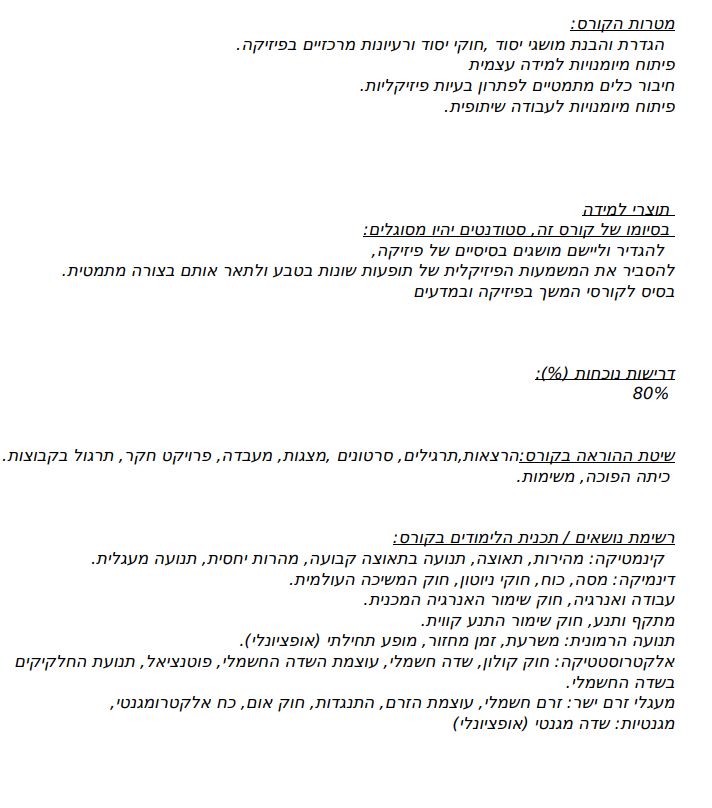 מטרות הקורס:
הגדרת והבנת מושגי יסוד ,חוקי יסוד ורעיונות מרכזיים בפיזיקה.
פיתוח מיומנויות למידה עצמית
חיבור כלים מתמטיים לפתרון בעיות פיזיקליות.
פיתוח מיומנויות לעבודה שיתופית.
תוצרי למידה
בסיומו של קורס זה, סטודנטים יהיו מסוגלים:
להגדיר וליישם מושגים בסיסיים של פיזיקה,
להסביר את המשמעות הפיזיקלית של תופעות שונות בטבע ולתאר אותם בצורה מתמטית.
בסיס לקורסי המשך בפיזיקה ובמדעים
דרישות נוכחות (%):
80%
שיטת ההוראה בקורס:הרצאות,תרגילים, סרטונים ,מצגות, מעבדה, פרויקט חקר, תרגול בקבוצות.
כיתה הפוכה, משימות.
רשימת נושאים / תכנית הלימודים בקורס:
קינמטיקה: מהירות, תאוצה, תנועה בתאוצה קבועה, מהרות יחסית, תנועה מעגלית.
דינמיקה: מסה, כוח, חוקי ניוטון, חוק המשיכה העולמית.
עבודה ואנרגיה, חוק שימור האנרגיה המכנית.
מתקף ותנע, חוק שימור התנע קווית.
תנועה הרמונית: משרעת, זמן מחזור, מופע תחילתי (אופציונלי).
אלקטרוסטטיקה: חוק קולון, שדה חשמלי, עוצמת השדה החשמלי, פוטנציאל, תנועת החלקיקים
בשדה החשמלי.
מעגלי זרם ישר: זרם חשמלי, עוצמת הזרם, התנגדות, חוק אום, כח אלקטרומגנטי,
מגנטיות: שדה מגנטי (אופציונלי)